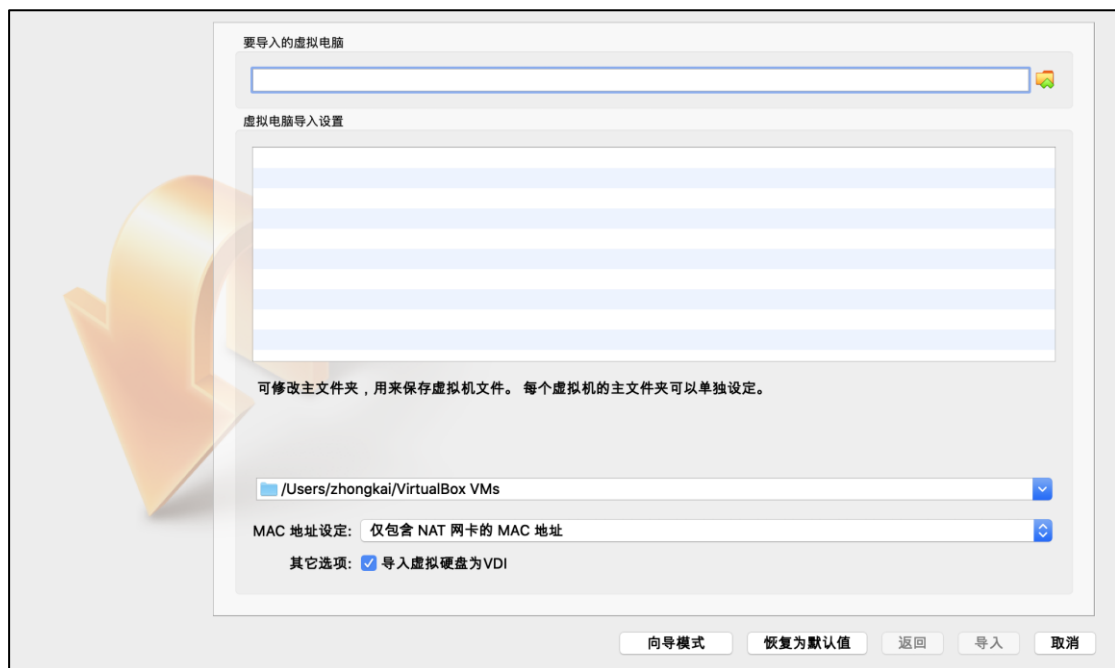 要导入的虚拟电脑
虚拟电脑导入设置
可修改主文件夹，用来保存虚拟机文件。 每个虚拟机的主文件夹可以单独设定。
/Users/zhongkai/VirtualBox VMs
MAC 地址设定: 仅包含 NAT 网卡的 MAC 地址
其它选项: 导入虚拟硬盘为VDI
向导模式 恢复为默认值 返回 导入 取消